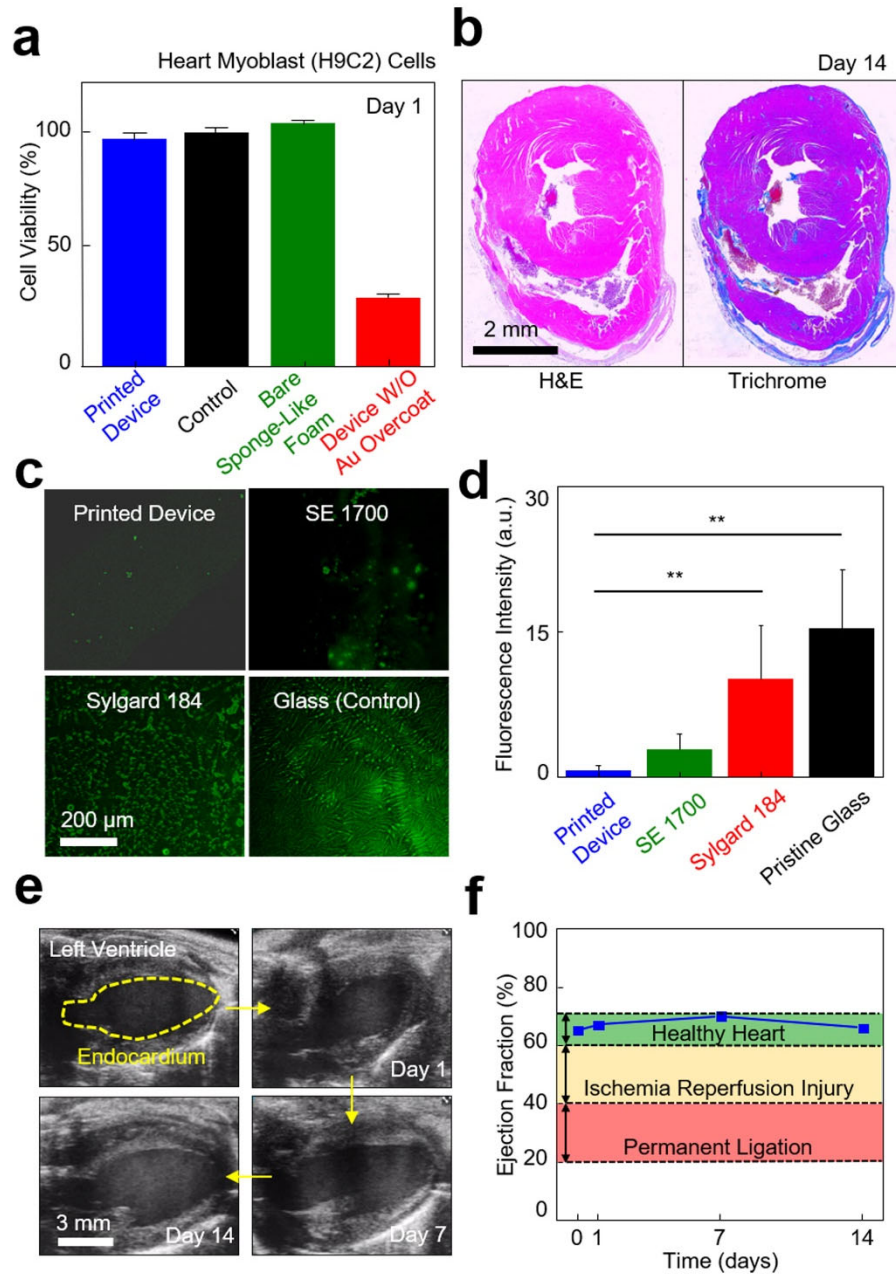 a
Heart Myoblast (H9C2) Cells
Day 1
Cell Viability (%)
100
50
0
Printed
Device
Control
Bare
Sponge-Like
Foam
Device W/O
Au Overcoat
b
Day 14
2 mm
H&E
Trichrome
c
Printed Device
SE 1700
Sylgard 184
Glass (Control)
200 µm
d
Fluorescence Intensity (a.u.)
30
15
0
**
**
Printed
Device
SE 1700
Sylgard 184
Pristine Glass
e
Left Ventricle
Endocardium
Day 1
3 mm
Day 14
Day 7
f
Ejection Fraction (%)
100
80
60
40
20
0
Healthy Heart
Ischemia Reperfusion Injury
Permanent Ligation
0 1 7 14
Time (days)